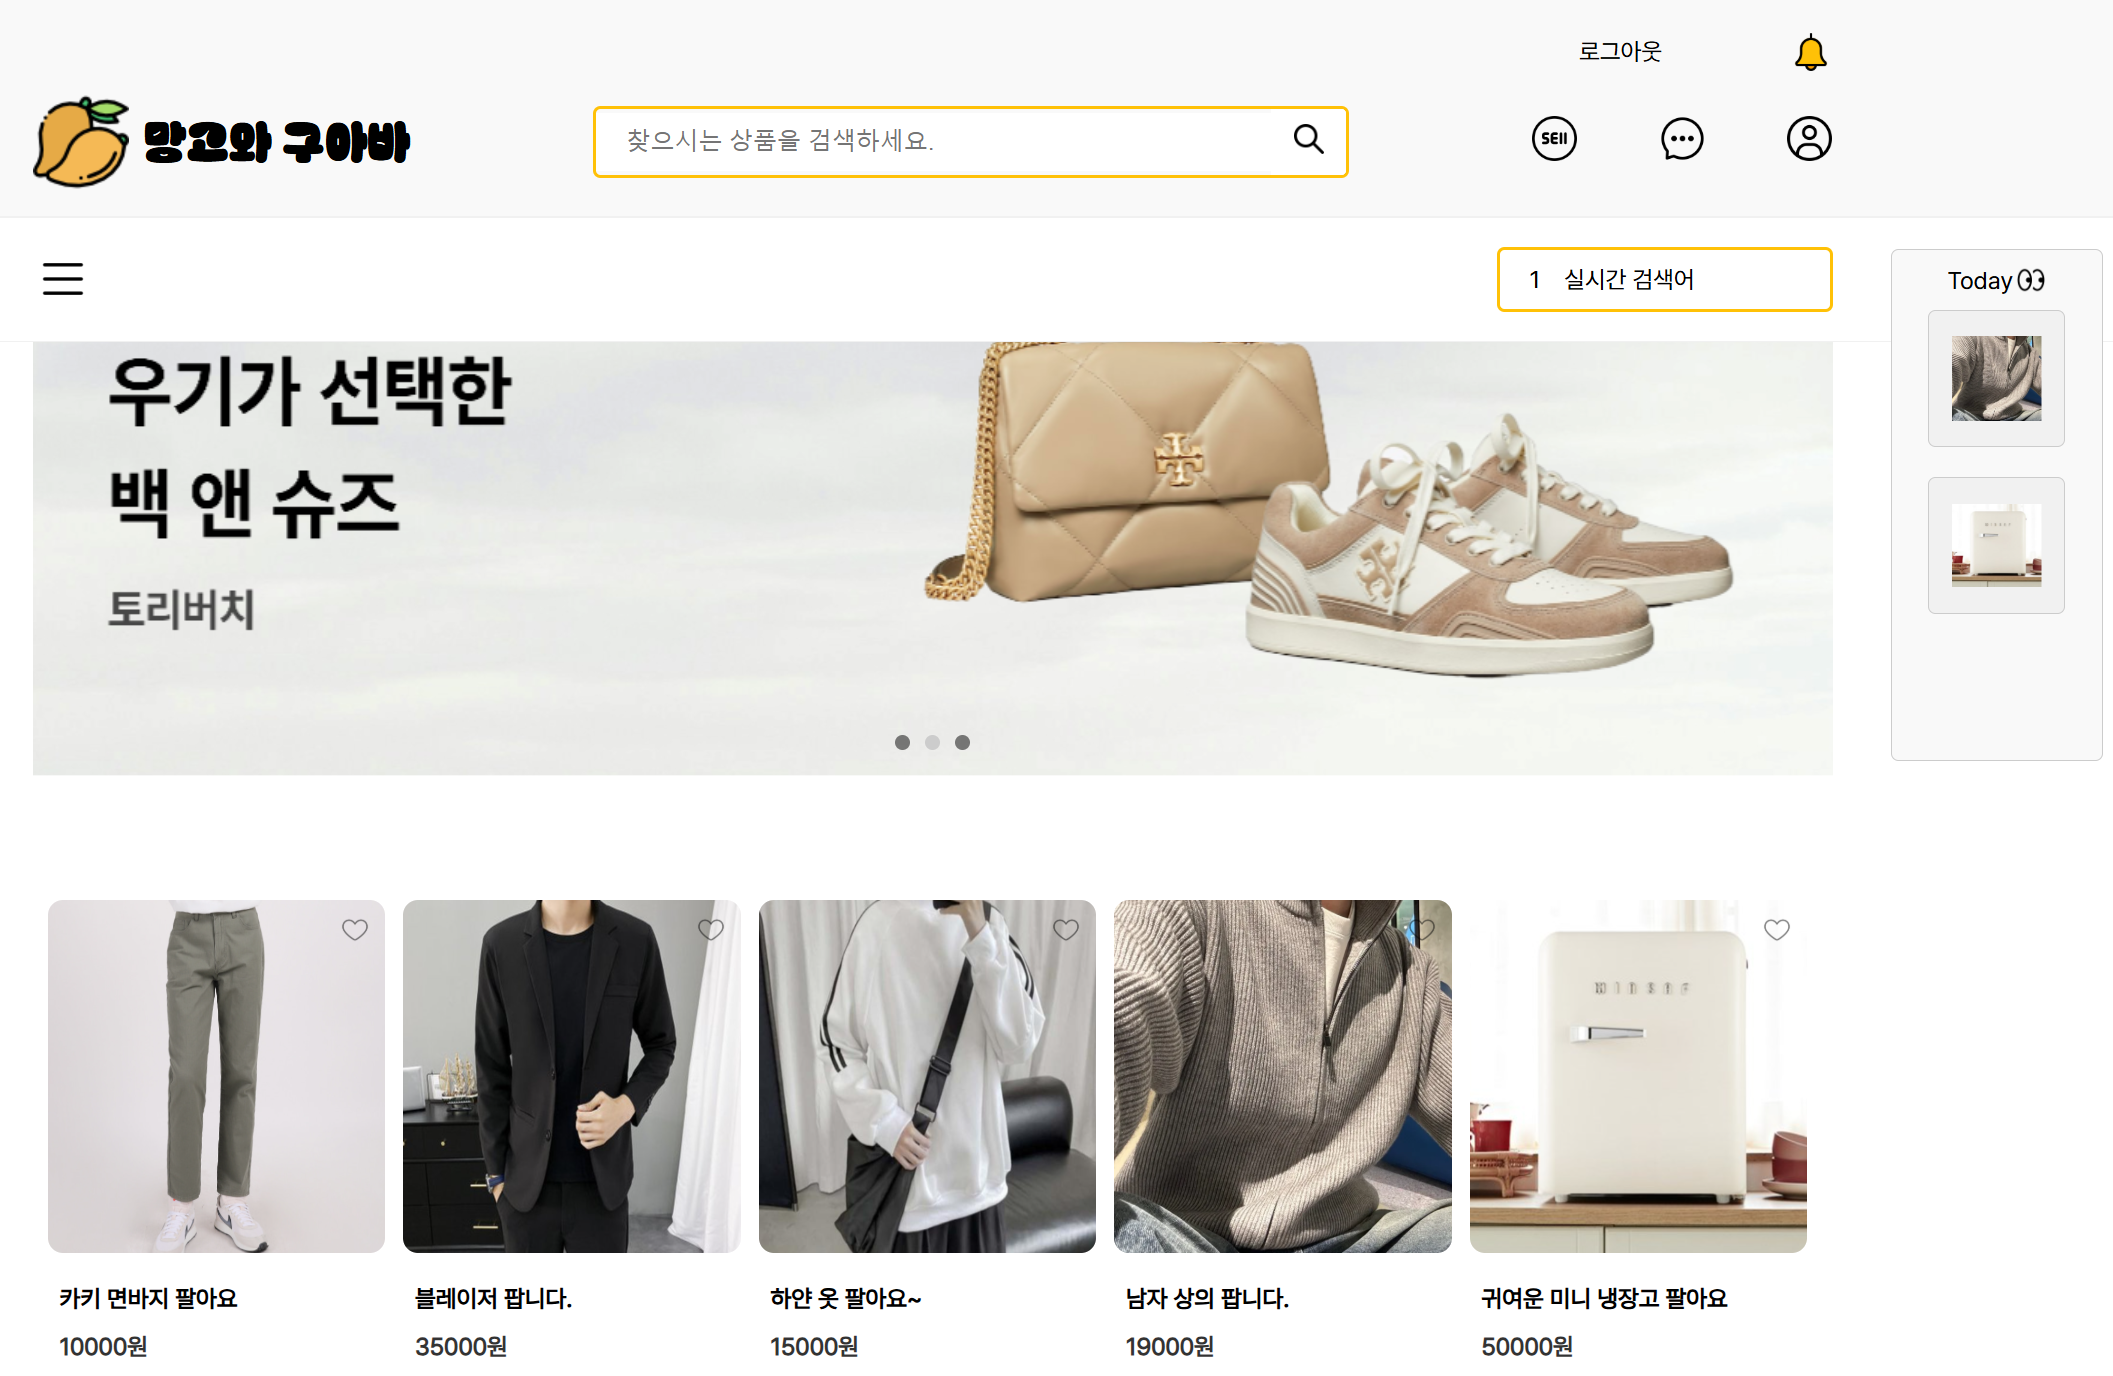 로그아웃
망고와 구아바
찾으시는 상품을 검색하세요.
SEll
1 실시간 검색어
Today
우기가 선택한
백 앤 슈즈
토리버치
카키 면바지 팔아요
10000원
블레이저 팝니다.
35000원
하얀 옷 팔아요~
15000원
남자 상의 팝니다.
19000원
귀여운 미니 냉장고 팔아요
50000원